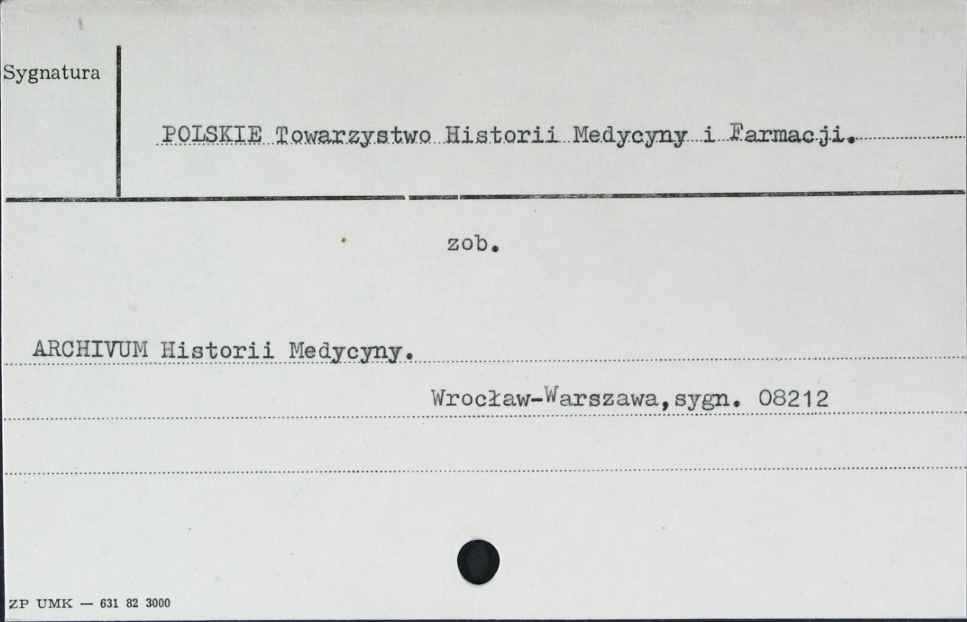 Sygnatura
POLSKIE Towarzystwo Historii Medycyny i Farmacji.
zob.
ARCHIVUM Historii Medycyny.
Wrocław-Warszawa,sygn. 08212
ZP UMK — 631 82 3000